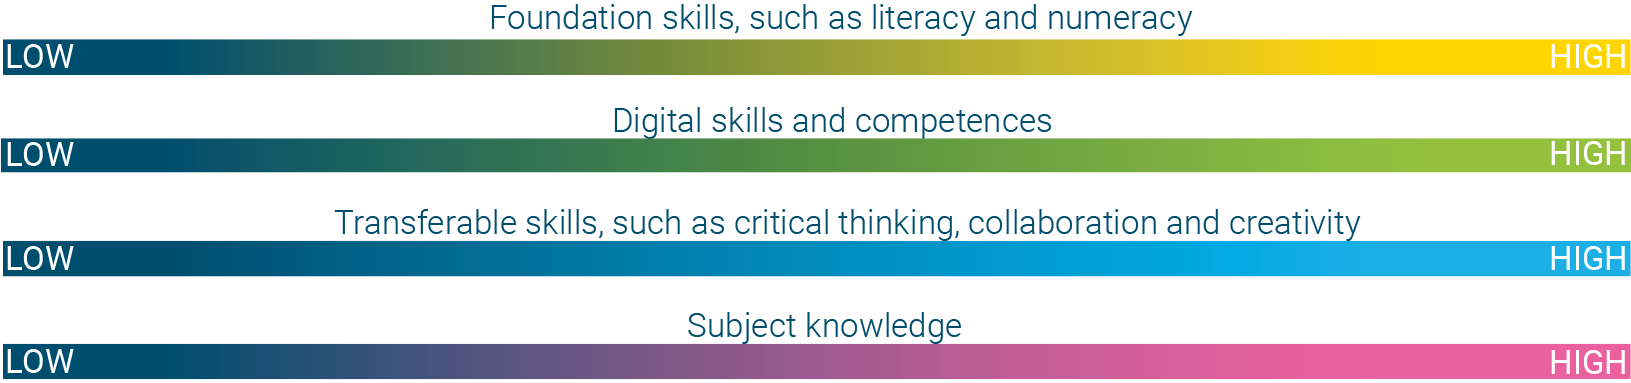 Foundation skills, such as literacy and numeracy
LOW HIGH
Digital skills and competences
LOW HIGH
Transferable skills, such as critical thinking, collaboration and creativity
LOW HIGH
Subject knowledge
LOW HIGH